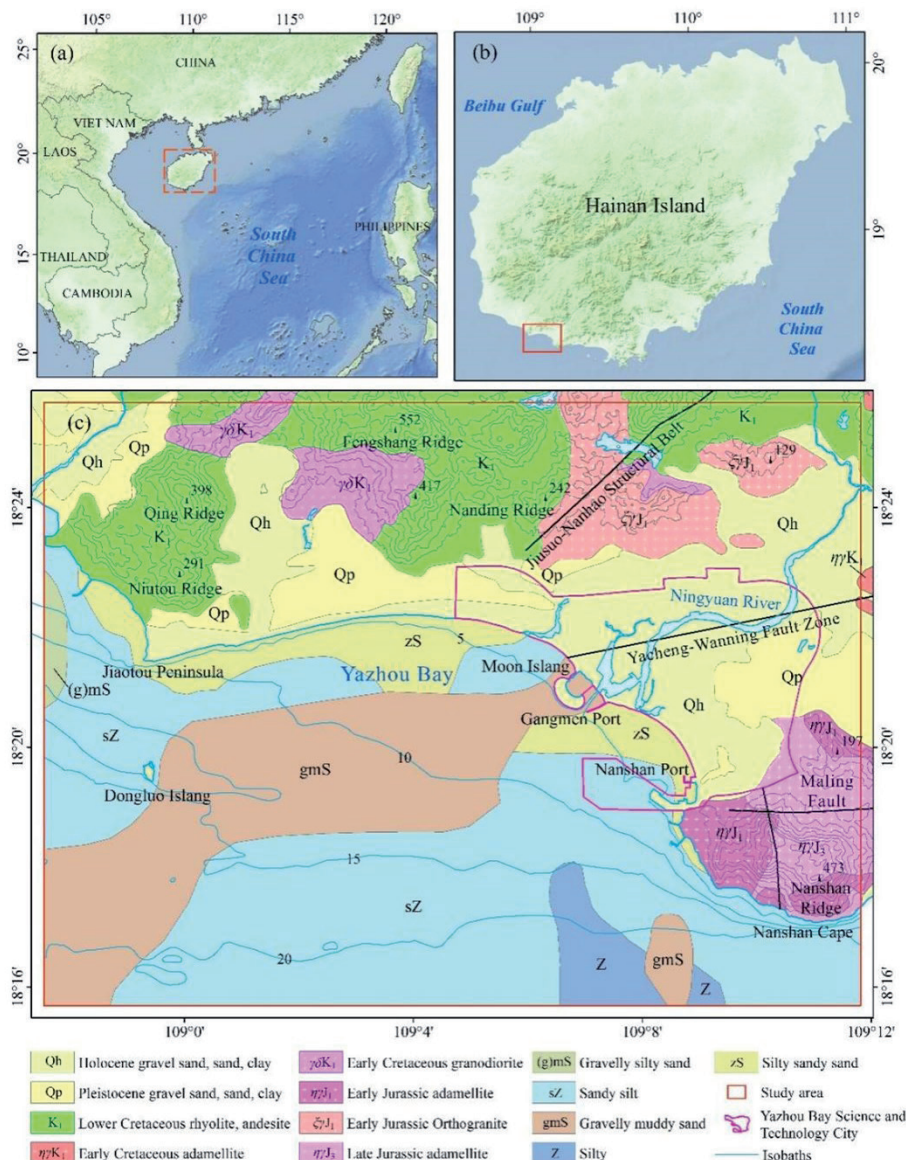 105°
110°
115°
120°
25°
20°
15°
10°
(a)
CHINA
VIET NAM
LAOS
THAILAND
CAMBODIA
PHILIPPINES
South
China
Sea
109°
110°
111°
20°
19°
(b)
Beibu Gulf
Hainan Island
South
China
Sea
(c)
552
Fengshang Ridge
γδK₁
K₁
K₁
Qh
Qp
Jiusuo-Nanhao Structural Belt
ξγJ₁
129
398
Qing Ridge
K₁
γδK₁
417
242
Nanding Ridge
ξγJ₁
Qh
Qh
291
Niutou Ridge
Qp
Qp
Qp
ηγK₁
Ningyuan River
Yacheng-Wanning Fault Zone
zS
5
Moon Islang
Jiaotou Peninsula
Yazhou Bay
Qp
(g)mS
Gangmen Port
Qh
sZ
zS
ηγJ₁
197
10
gmS
Nanshan Port
Maling
Fault
Dongluo Islang
ηγJ₁
ηγJ₃
15
473
sZ
Nanshan
Ridge
Nanshan Cape
20
Z
gmS
Z
18°24'
18°20'
18°16'
18°24'
18°20'
18°16'
109°0'
109°4'
109°8'
109°12'
Qh Holocene gravel sand, sand, clay
γδK₁ Early Cretaceous granodiorite
(g)mS Gravelly silty sand
zS Silty sandy sand
Qp Pleistocene gravel sand, sand, clay
ηγJ₁ Early Jurassic adamellite
sZ Sandy silt
Study area
K₁ Lower Cretaceous rhyolite, andesite
ξγJ₁ Early Jurassic Orthogranite
gmS Gravelly muddy sand
Yazhou Bay Science and
Technology City
ηγK₁ Early Cretaceous adamellite
ηγJ₃ Late Jurassic adamellite
Z Silty
Isobaths